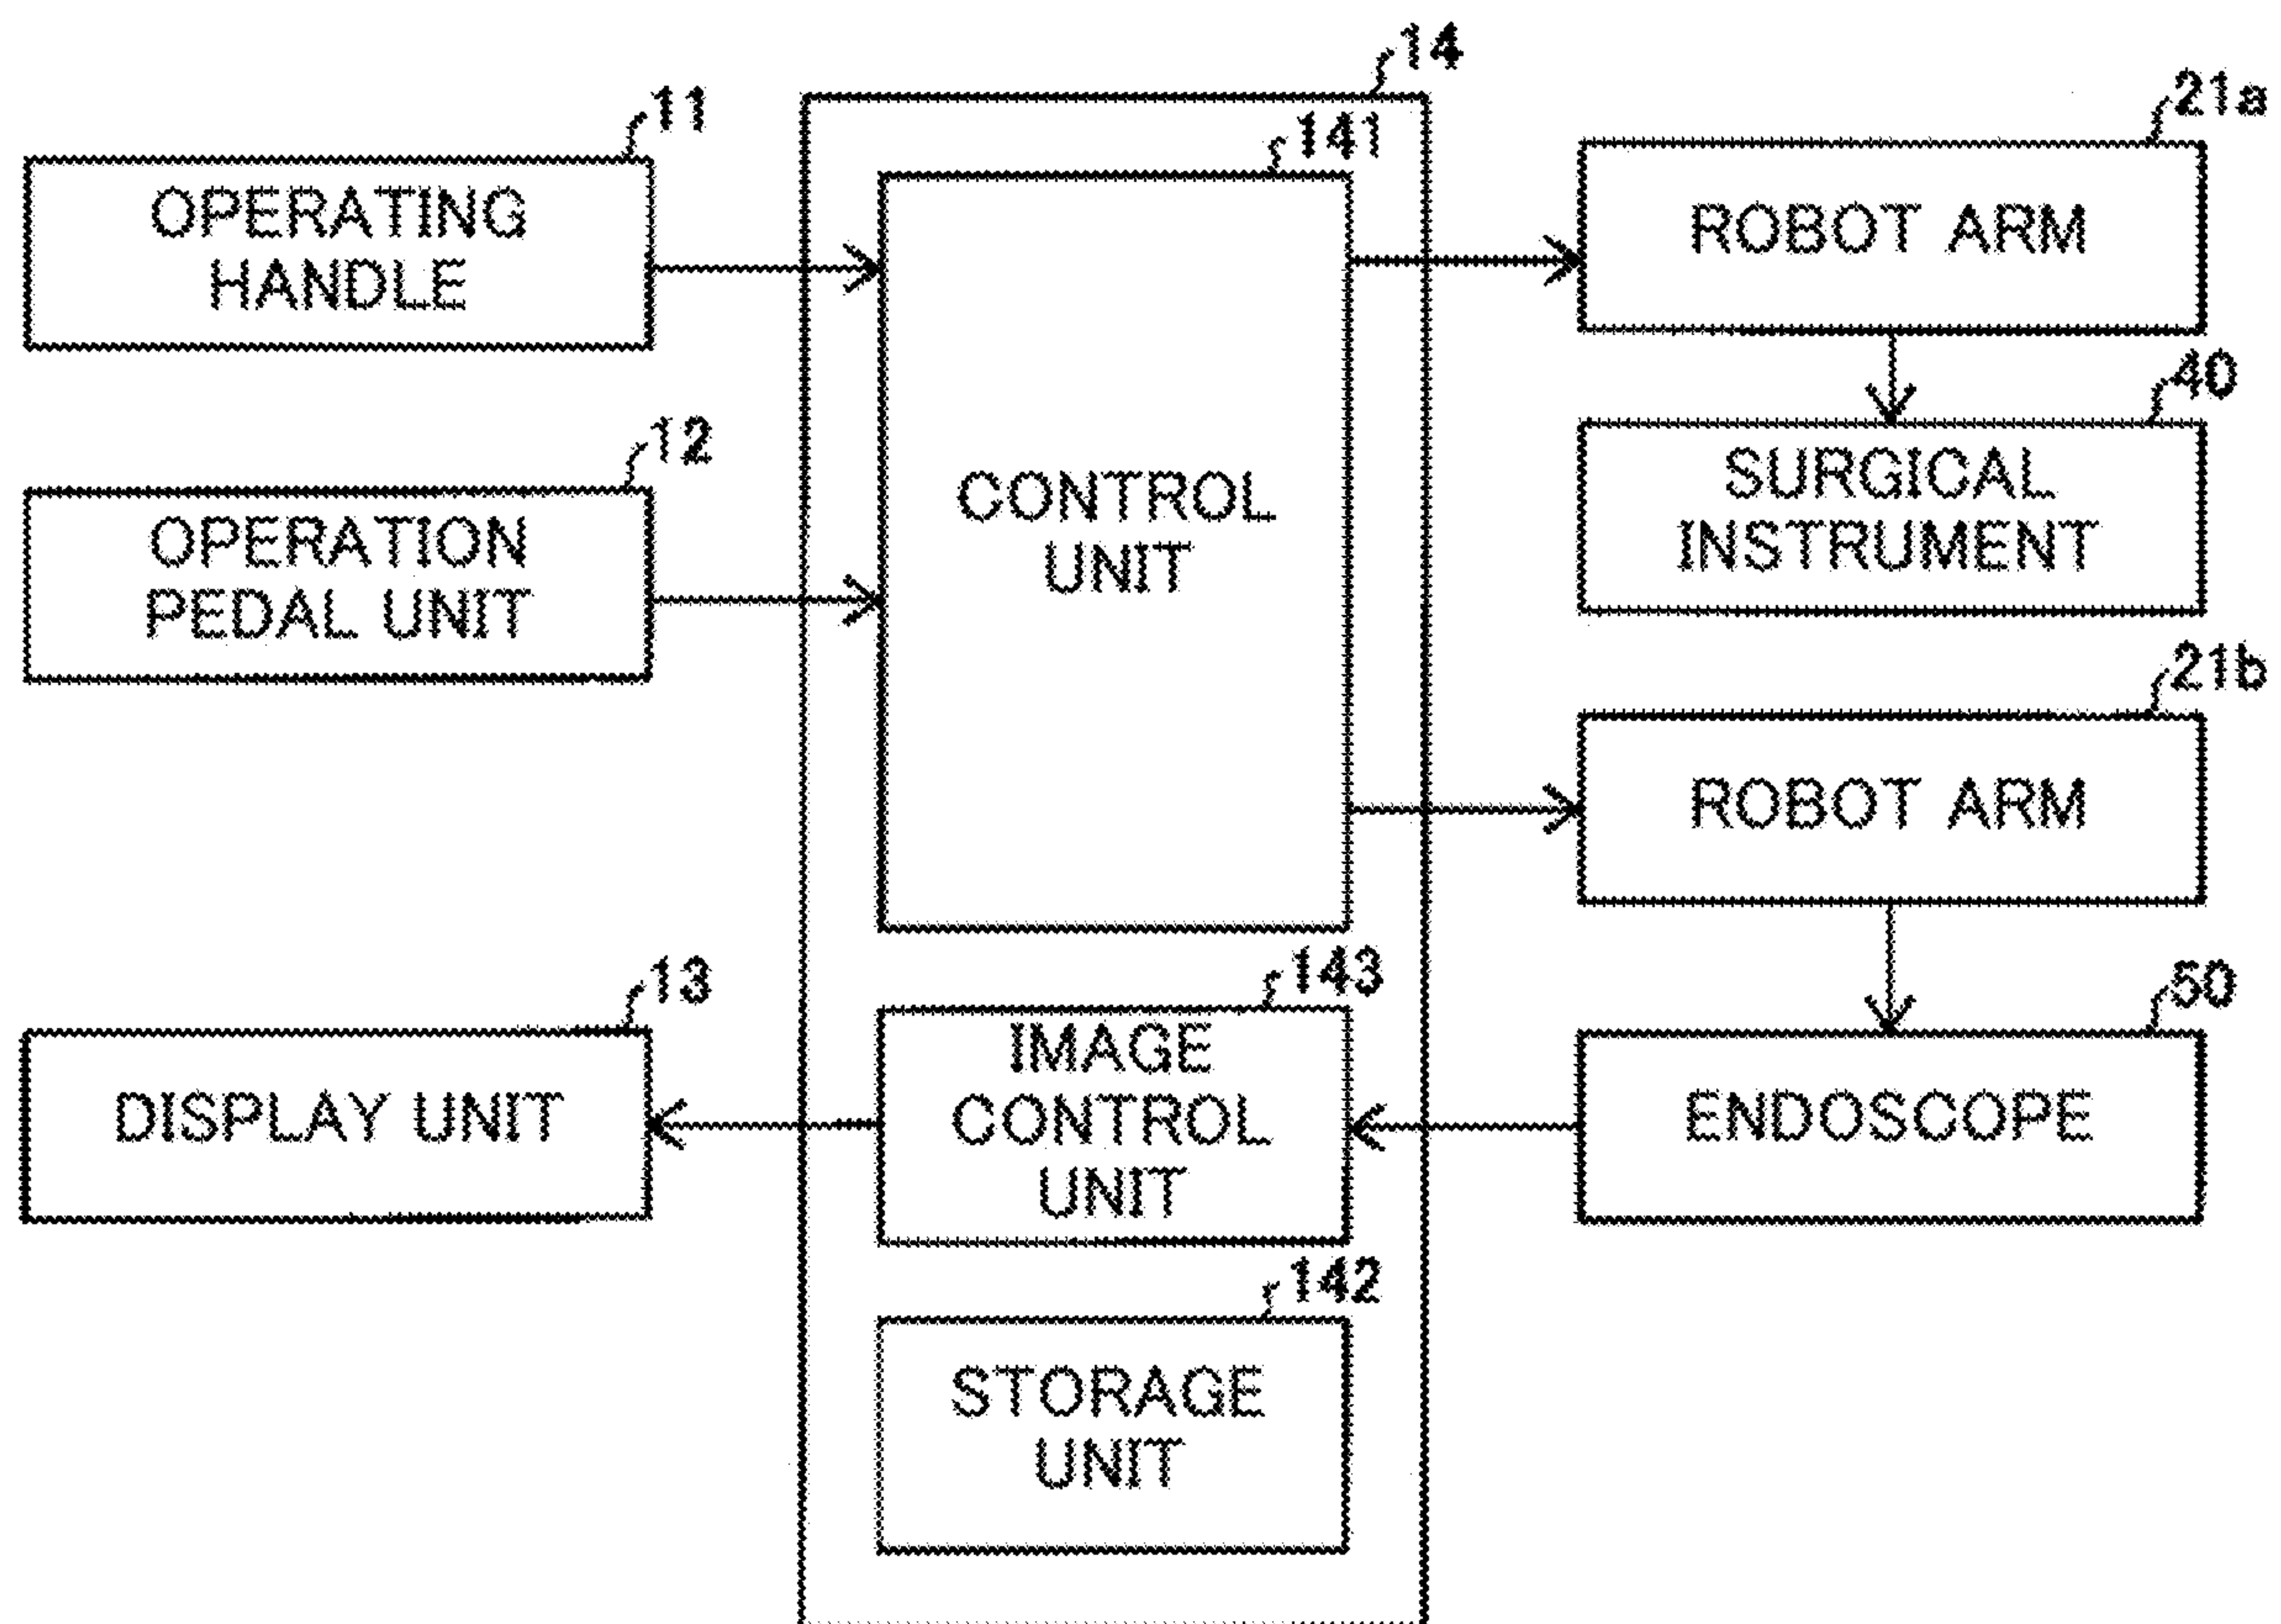 14
11
141
21a
OPERATING
HANDLE
ROBOT ARM
40
12
CONTROL
UNIT
SURGICAL
INSTRUMENT
OPERATION
PEDAL UNIT
21b
ROBOT ARM
13
143
50
DISPLAY UNIT
IMAGE
CONTROL
UNIT
ENDOSCOPE
142
STORAGE
UNIT